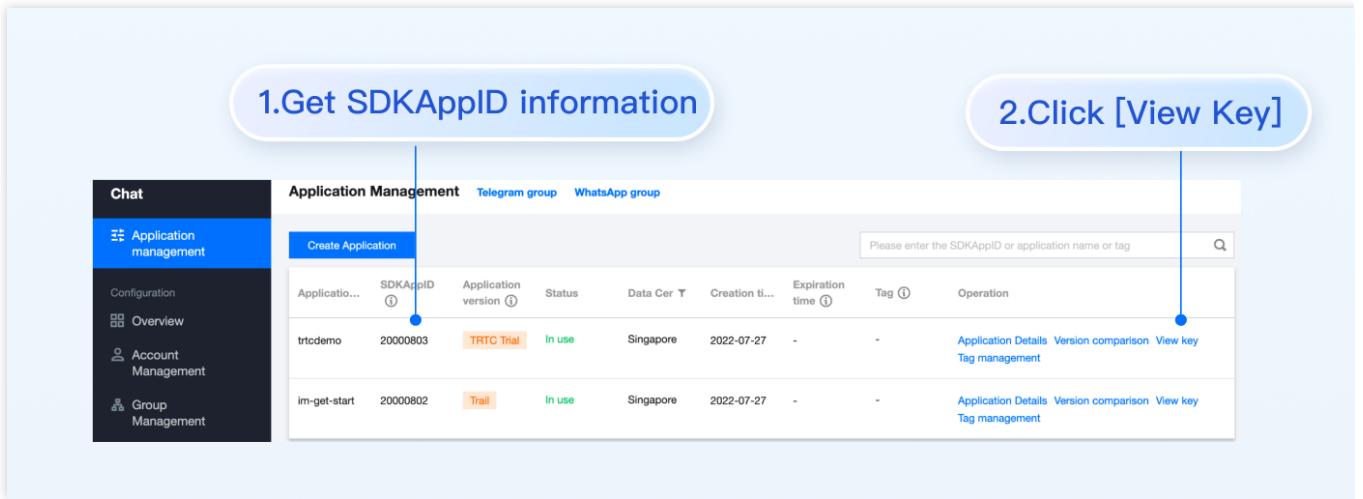 1.Get SDKAppID information
2.Click [View Key]
Chat
Application Management Telegram group WhatsApp group
Application
management
Create Application
Please enter the SDKAppID or application name or tag
Configuration
Overview
Account
Management
Group
Management
Applicatio... SDKAppID Application version Status Data Cer Creation ti... Expiration time Tag Operation
trtcdemo 20000803 TRTC Trial In use Singapore 2022-07-27 - - Application Details Version comparison View key
Tag management
im-get-start 20000802 Trail In use Singapore 2022-07-27 - - Application Details Version comparison View key
Tag management